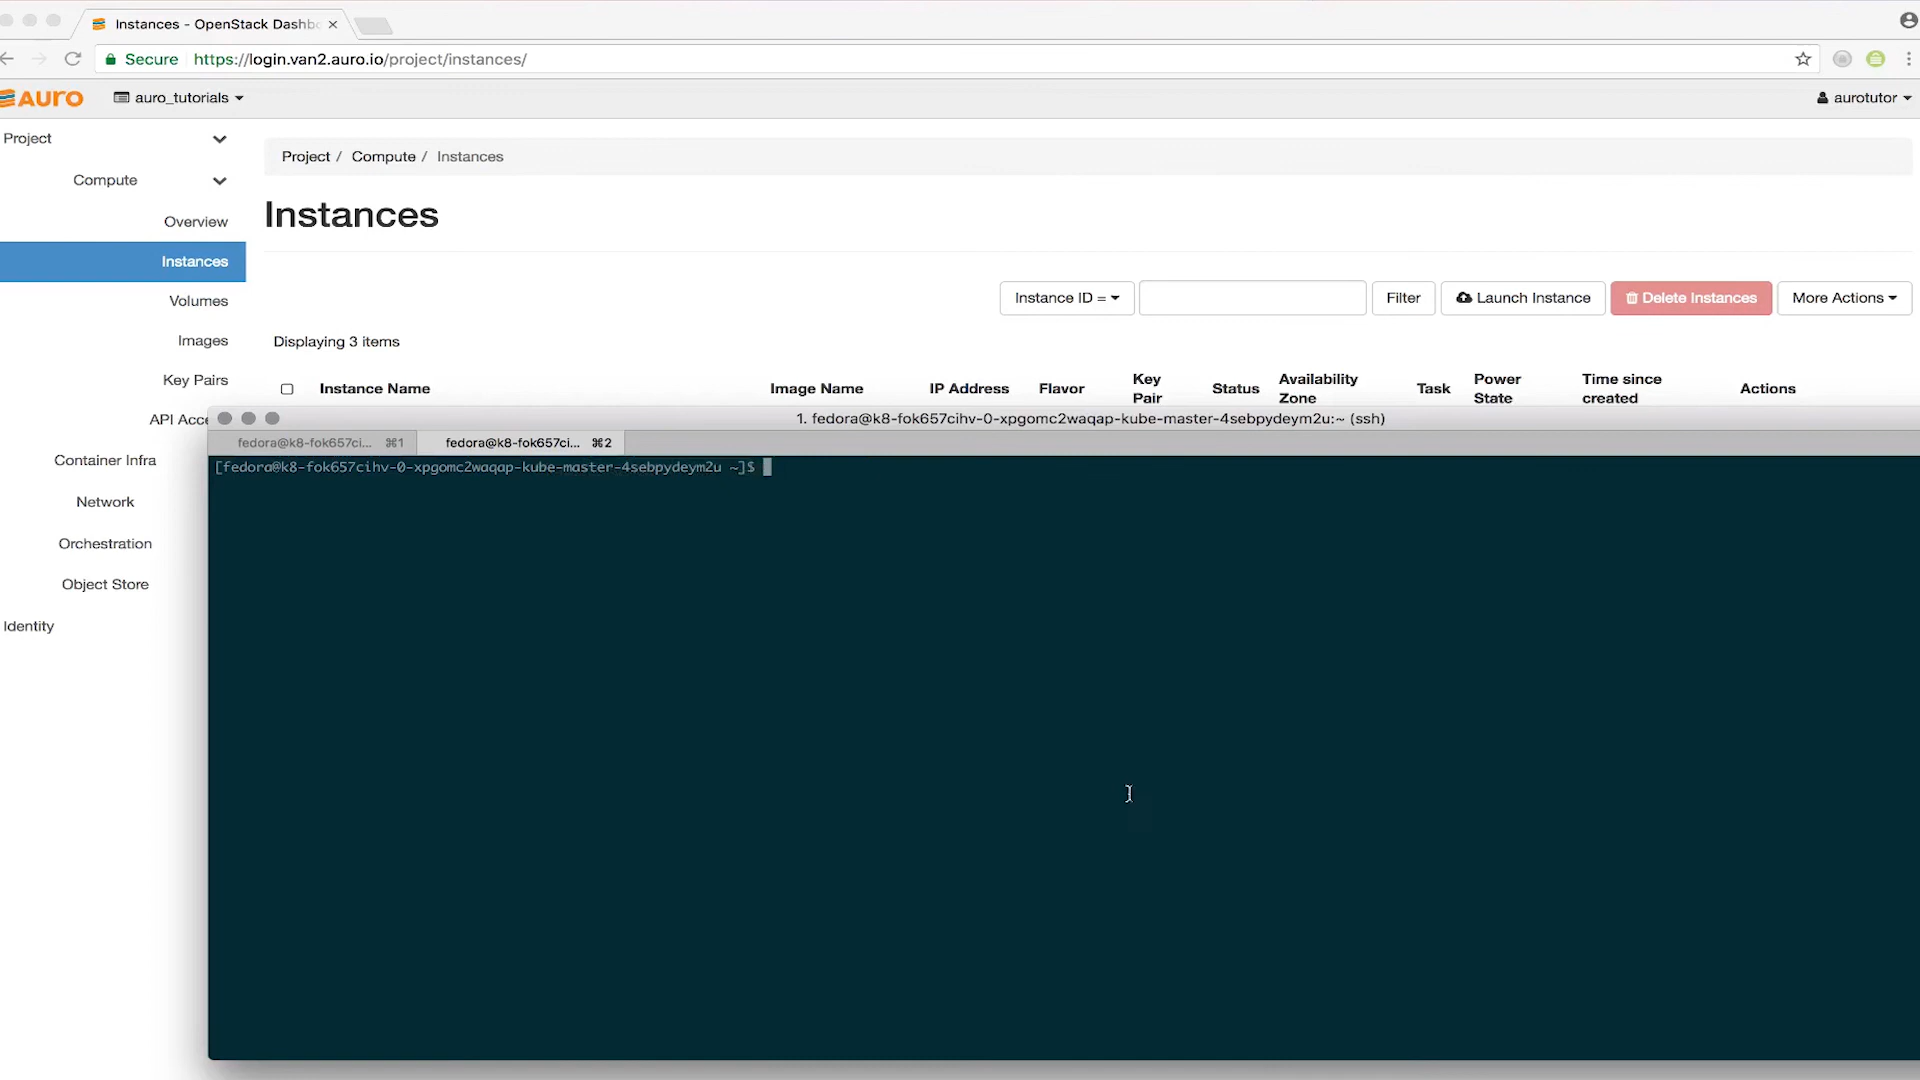 Instances - OpenStack Dashb
Secure https://login.van2.auro.io/project/instances/
AURO auro_tutorials aurotutor
Project
Compute
Overview
Instances
Volumes
Images
Key Pairs
API Acce
Container Infra
Network
Orchestration
Object Store
Identity
Project / Compute / Instances
Instances
Instance ID = Filter Launch Instance Delete Instances More Actions
Displaying 3 items
Instance Name Image Name IP Address Flavor Key Pair Status Availability Zone Task Power State Time since created Actions
1. fedora@k8-fok657cihv-0-xpgomc2waqap-kube-master-4sebpydeym2u:~ (ssh)
fedora@k8-fok657ci... ⌘1 fedora@k8-fok657ci... ⌘2
[fedora@k8-fok657cihv-0-xpgomc2waqap-kube-master-4sebpydeym2u ~]$